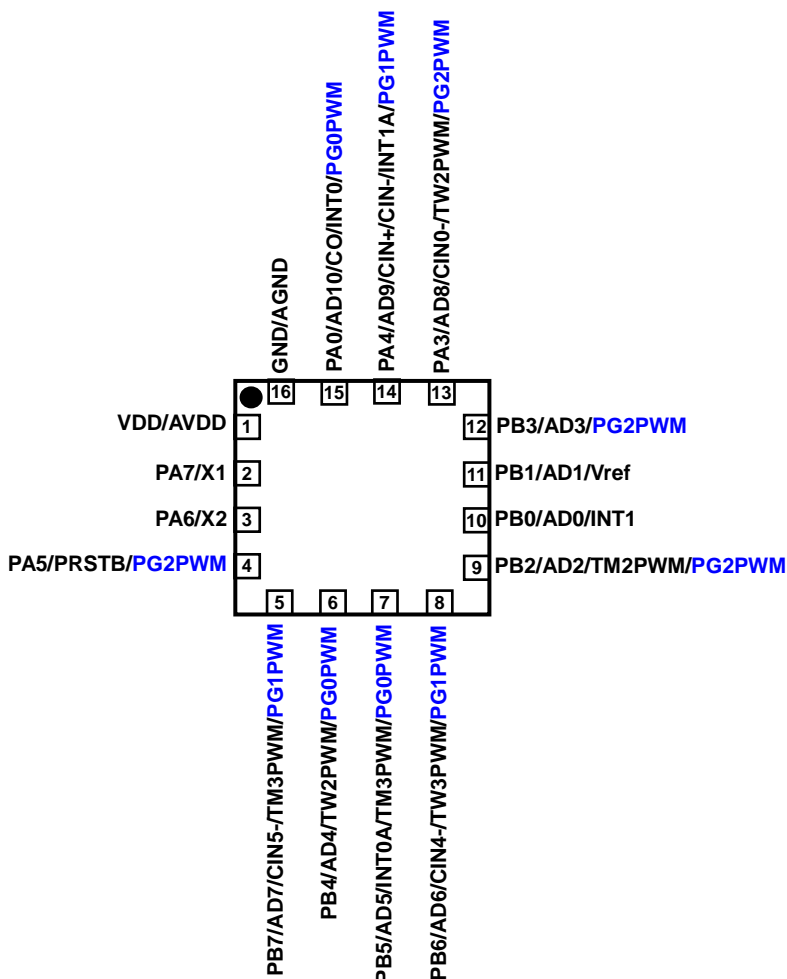 GND/AGND
PA0/AD10/CO/INT0/PG0PWM
PA4/AD9/CIN+/CIN-/INT1A/PG1PWM
PA3/AD8/CIN0-/TW2PWM/PG2PWM
16
15
14
13
VDD/AVDD 1
PA7/X1 2
PA6/X2 3
PA5/PRSTB/PG2PWM 4
12 PB3/AD3/PG2PWM
11 PB1/AD1/Vref
10 PB0/AD0/INT1
9 PB2/AD2/TM2PWM/PG2PWM
5
6
7
8
PB7/AD7/CIN5-/TM3PWM/PG1PWM
PB4/AD4/TW2PWM/PG0PWM
PB5/AD5/INT0A/TM3PWM/PG0PWM
PB6/AD6/CIN4-/TW3PWM/PG1PWM